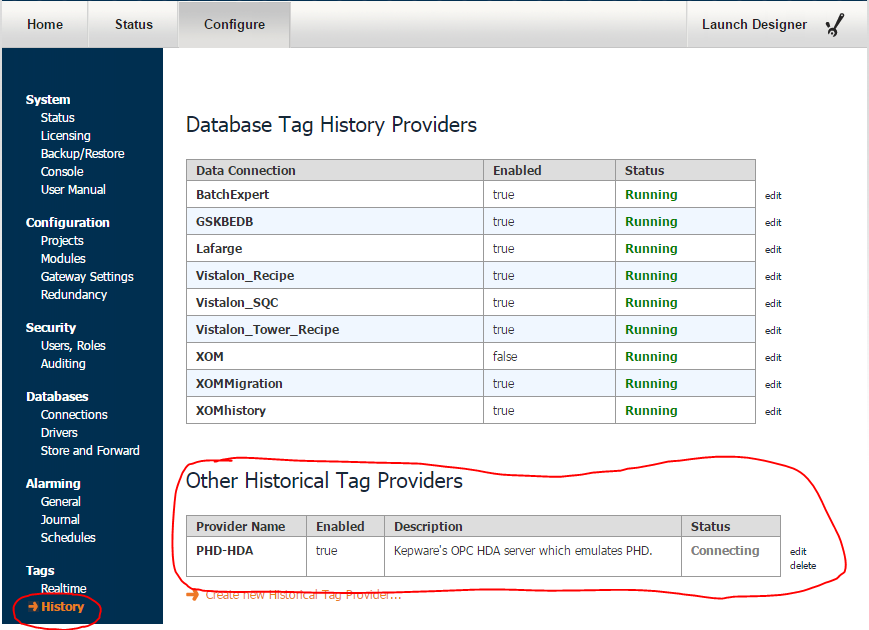 Home Status Configure Launch Designer
System
Status
Licensing
Backup/Restore
Console
User Manual
Configuration
Projects
Modules
Gateway Settings
Redundancy
Security
Users, Roles
Auditing
Databases
Connections
Drivers
Store and Forward
Alarming
General
Journal
Schedules
Tags
Realtime
History
Database Tag History Providers
Data Connection Enabled Status
BatchExpert true Running edit
GSKBEDB true Running edit
Lafarge true Running edit
Vistalon_Recipe true Running edit
Vistalon_SQC true Running edit
Vistalon_Tower_Recipe true Running edit
XOM false Running edit
XOMMigration true Running edit
XOMhistory true Running edit
Other Historical Tag Providers
Provider Name Enabled Description Status
PHD-HDA true Kepware's OPC HDA server which emulates PHD. Connecting edit
delete
Create new Historical Tag Provider...